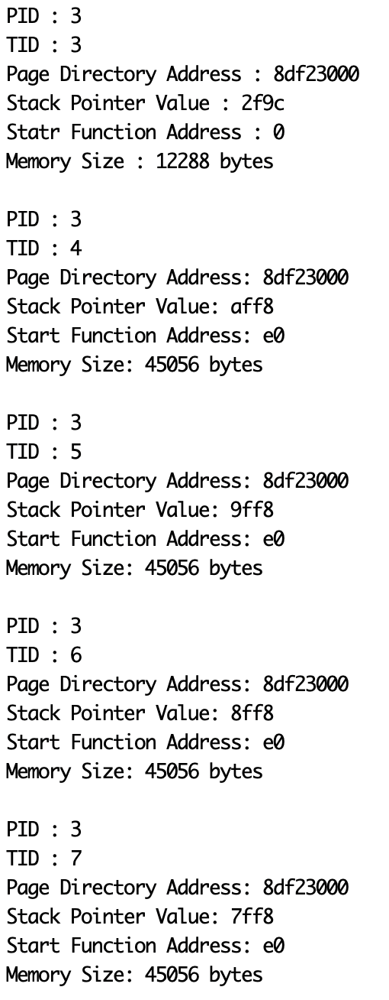 PID : 3
TID : 3
Page Directory Address : 8df23000
Stack Pointer Value : 2f9c
Statr Function Address : 0
Memory Size : 12288 bytes
PID : 3
TID : 4
Page Directory Address: 8df23000
Stack Pointer Value: aff8
Start Function Address: e0
Memory Size: 45056 bytes
PID : 3
TID : 5
Page Directory Address: 8df23000
Stack Pointer Value: 9ff8
Start Function Address: e0
Memory Size: 45056 bytes
PID : 3
TID : 6
Page Directory Address: 8df23000
Stack Pointer Value: 8ff8
Start Function Address: e0
Memory Size: 45056 bytes
PID : 3
TID : 7
Page Directory Address: 8df23000
Stack Pointer Value: 7ff8
Start Function Address: e0
Memory Size: 45056 bytes